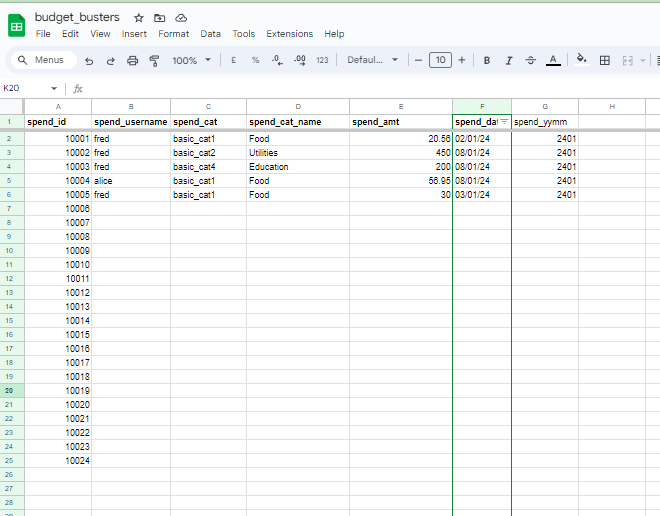 budget_busters
File Edit View Insert Format Data Tools Extensions Help
Menus 100% £ % .0 .00 123 Defaul... 10 B I A
K20 fx
A B C D E F G H
1 spend_id spend_username spend_cat spend_cat_name spend_amt spend_dat spend_yymm
2 10001 fred basic_cat1 Food 20.56 02/01/24 2401
3 10002 fred basic_cat2 Utilities 450 08/01/24 2401
4 10003 fred basic_cat4 Education 200 08/01/24 2401
5 10004 alice basic_cat1 Food 56.95 08/01/24 2401
6 10005 fred basic_cat1 Food 30 03/01/24 2401
7 10006
8 10007
9 10008
10 10009
11 10010
12 10011
13 10012
14 10013
15 10014
16 10015
17 10016
18 10017
19 10018
20 10019
21 10020
22 10021
23 10022
24 10023
25 10024
26
27
28